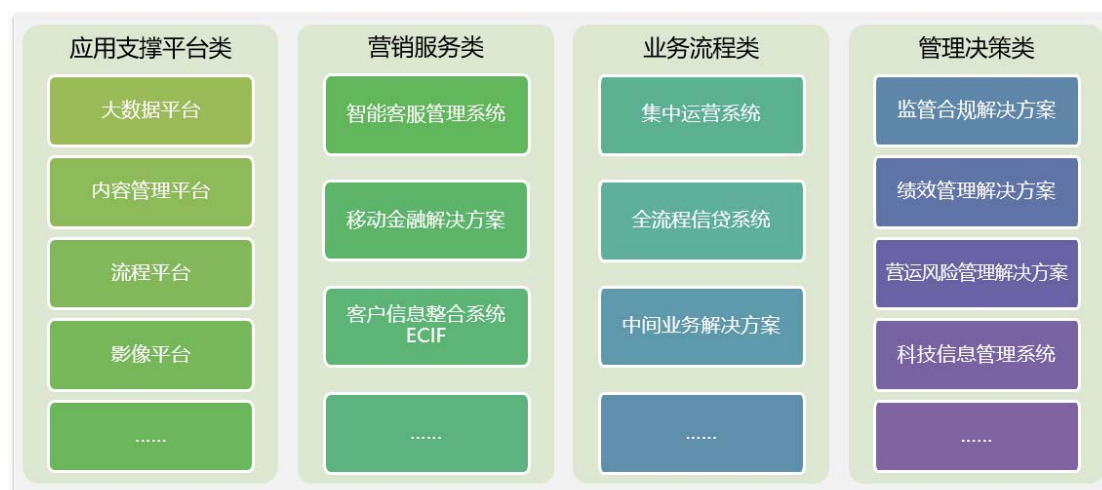 应用支撑平台类
大数据平台
内容管理平台
流程平台
影像平台
......
营销服务类
智能客服管理系统
移动金融解决方案
客户信息整合系统
ECIF
......
业务流程类
集中运营系统
全流程信贷系统
中间业务解决方案
......
管理决策类
监管合规解决方案
绩效管理解决方案
营运风险管理解决方案
科技信息管理系统
......